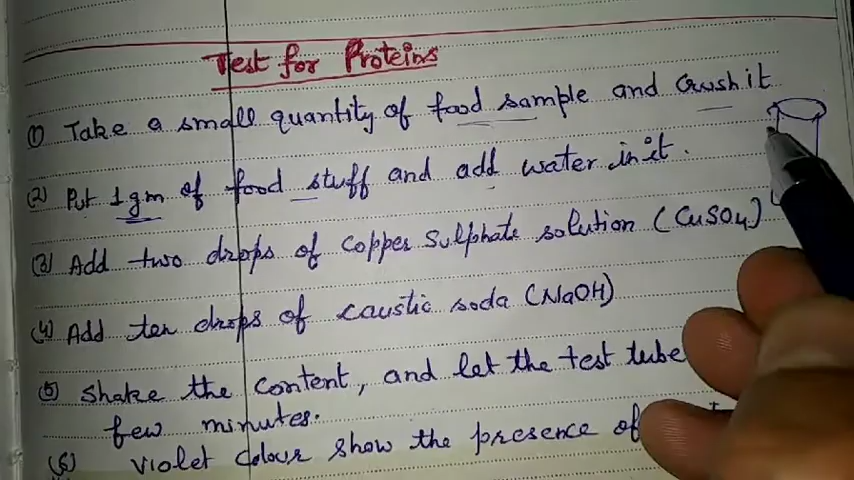 Test for Proteins
(1) Take a small quantity of food sample and Crush it
(2) Put 1gm of food stuff and add water in it.
(3) Add two drops of copper Sulphate solution (CuSO4)
(4) Add ten drops of caustic soda (NaOH)
(5) Shake the content, and let the test tube
few minutes.
(6) violet colour show the presence of